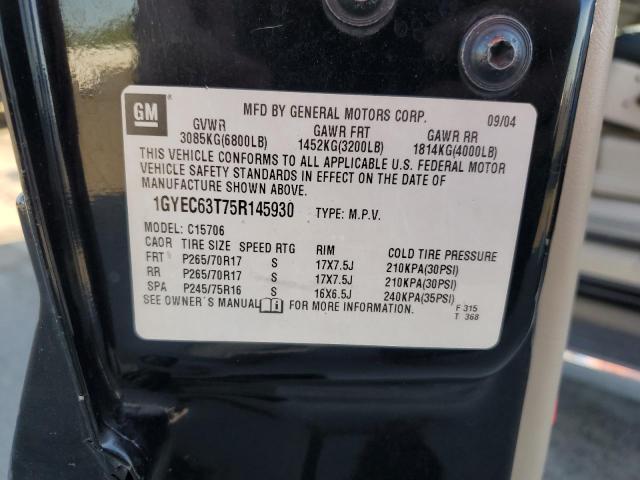 GM
MFD BY GENERAL MOTORS CORP. 09/04
GVWR GAWR FRT GAWR RR
3085KG(6800LB) 1452KG(3200LB) 1814KG(4000LB)
THIS VEHICLE CONFORMS TO ALL APPLICABLE U.S. FEDERAL MOTOR
VEHICLE SAFETY STANDARDS IN EFFECT ON THE DATE OF
MANUFACTURE SHOWN ABOVE.
1GYEC63T75R145930 TYPE: M.P.V.
MODEL: C15706
CAOR TIRE SIZE SPEED RTG RIM COLD TIRE PRESSURE
FRT P265/70R17 S 17X7.5J 210KPA(30PSI)
RR P265/70R17 S 17X7.5J 210KPA(30PSI)
SPA P245/75R16 S 16X6.5J 240KPA(35PSI)
SEE OWNER'S MANUAL FOR MORE INFORMATION.
F 315
T 368